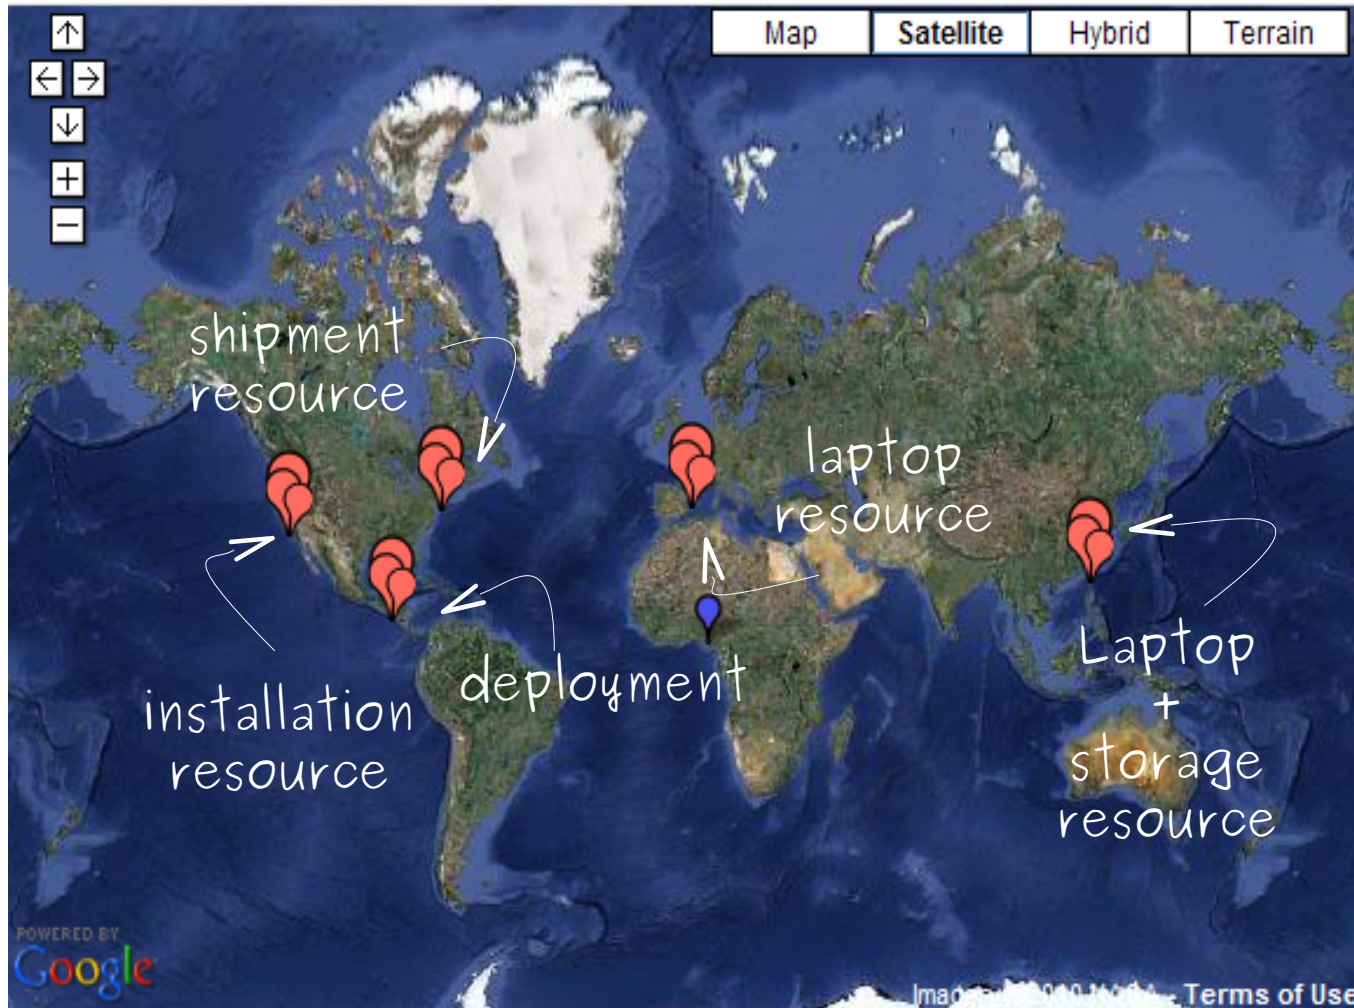 Map Satellite Hybrid Terrain
shipment
resource
laptop
resource
installation
resource
deployment
Laptop
+
storage
resource
POWERED BY
Google
Terms of Use